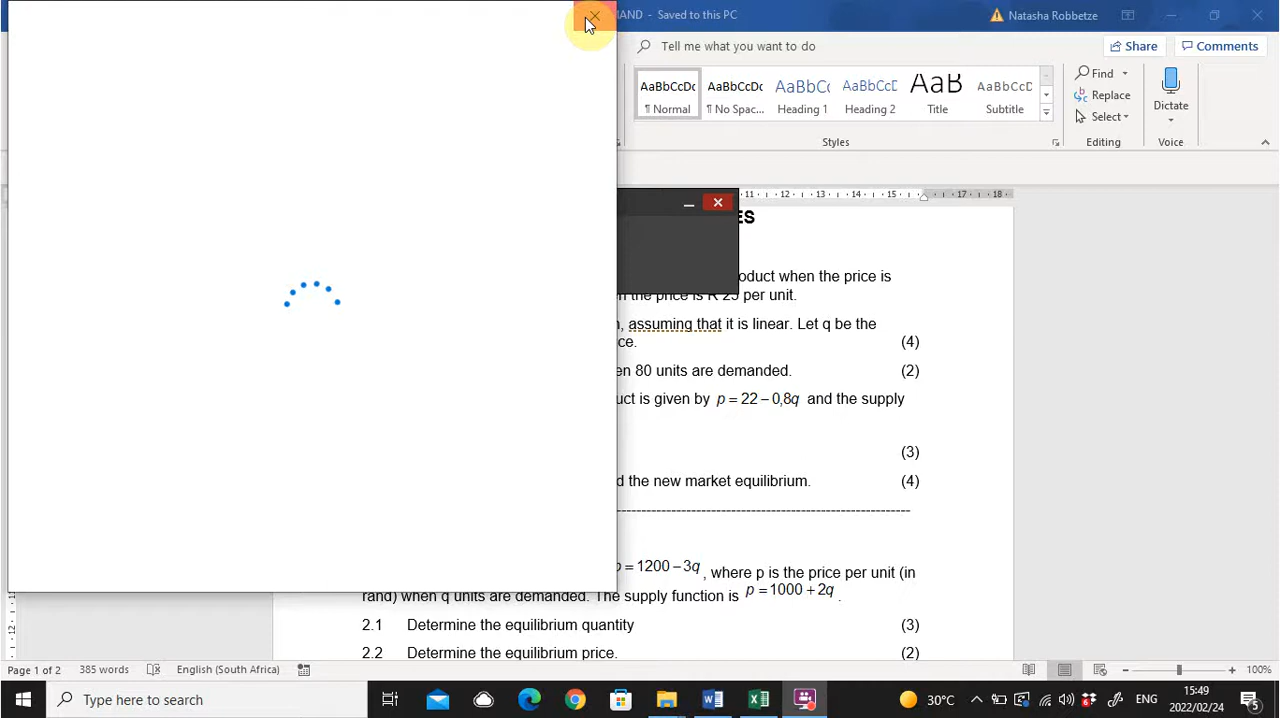 MAND - Saved to this PC
Natasha Robbetze
Tell me what you want to do
Share
Comments
AaBbCcDc
AaBbCcDc
AaBbCc
AaBbCcD
AaB
AaBbCcD
¶ Normal
¶ No Spac...
Heading 1
Heading 2
Title
Subtitle
Find
Replace
Select
Dictate
Styles
Editing
Voice
11 12 13 14 15 17 18
ES
oduct when the price is
n the price is R 25 per unit.
n, assuming that it is linear. Let q be the
ce. (4)
en 80 units are demanded. (2)
uct is given by p = 22 – 0,8q and the supply
(3)
d the new market equilibrium. (4)
p = 1200 – 3q, where p is the price per unit (in
rand) when q units are demanded. The supply function is p = 1000 + 2q .
2.1 Determine the equilibrium quantity (3)
2.2 Determine the equilibrium price. (2)
12
Page 1 of 2 385 words English (South Africa) 100%
Type here to search
30°C ENG 15:49
2022/02/24
5